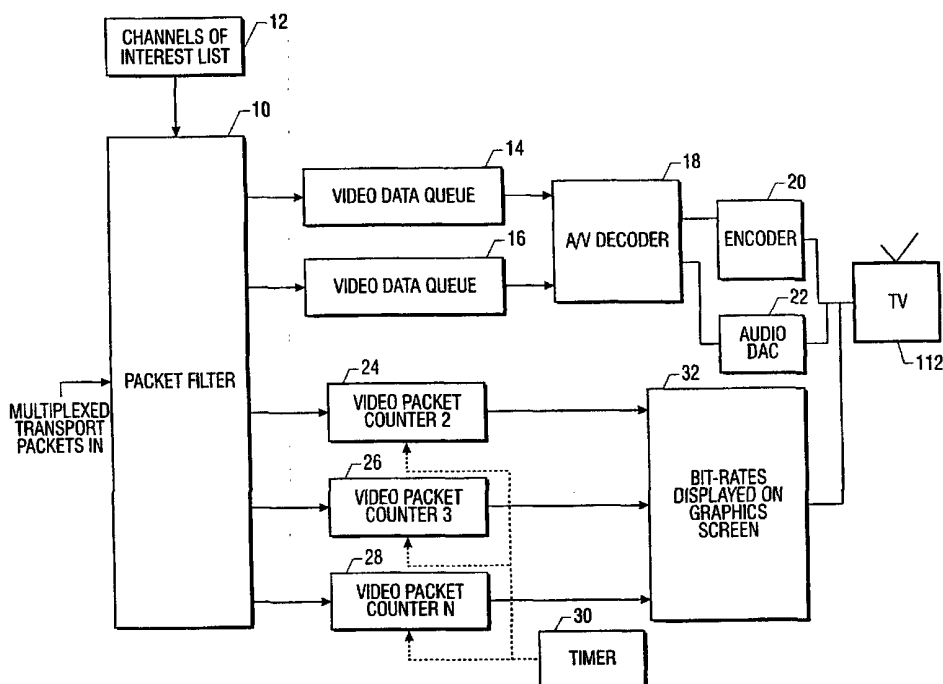 CHANNELS OF
INTEREST LIST
12
10
PACKET FILTER
MULTIPLEXED
TRANSPORT
PACKETS IN
14
VIDEO DATA QUEUE
16
VIDEO DATA QUEUE
18
A/V DECODER
20
ENCODER
22
AUDIO
DAC
TV
112
24
VIDEO PACKET
COUNTER 2
26
VIDEO PACKET
COUNTER 3
28
VIDEO PACKET
COUNTER N
30
TIMER
32
BIT-RATES
DISPLAYED ON
GRAPHICS
SCREEN